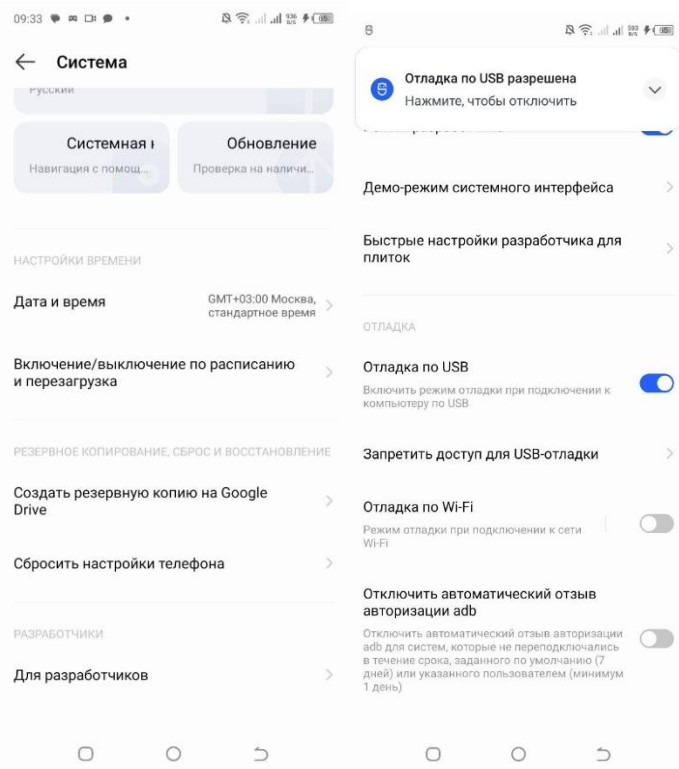 09:33
Система
Русский
Системная н
Навигация с помощ...
Обновление
Проверка на наличи...
НАСТРОЙКИ ВРЕМЕНИ
Дата и время
GMT+03:00 Москва,
стандартное время
Включение/выключение по расписанию
и перезагрузка
РЕЗЕРВНОЕ КОПИРОВАНИЕ, СБРОС И ВОССТАНОВЛЕНИЕ
Создать резервную копию на Google
Drive
Сбросить настройки телефона
РАЗРАБОТЧИКИ
Для разработчиков
Отладка по USB разрешена
Нажмите, чтобы отключить
Демо-режим системного интерфейса
Быстрые настройки разработчика для
плиток
ОТЛАДКА
Отладка по USB
Включить режим отладки при подключении к
компьютеру по USB
Запретить доступ для USB-отладки
Отладка по Wi-Fi
Режим отладки при подключении к сети
Wi-Fi
Отключить автоматический отзыв
авторизации adb
Отключить автоматический отзыв авторизации
adb для систем, которые не переподключались
в течение срока, заданного по умолчанию (7
дней) или указанного пользователем (минимум
1 день)